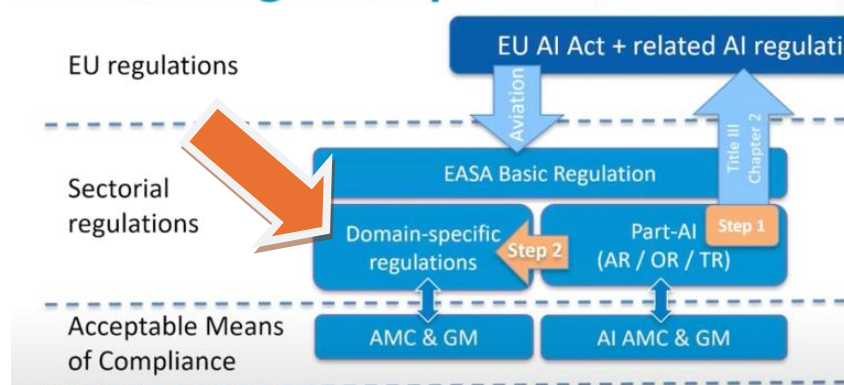 EU regulations
EU AI Act + related AI
Aviation
Title III
Chapter 2
Sectorial
regulations
EASA Basic Regulation
Domain-specific
regulations
Step 2
Part-AI
(AR / OR / TR)
Step 1
Acceptable Means
of Compliance
AMC & GM
AI AMC & GM